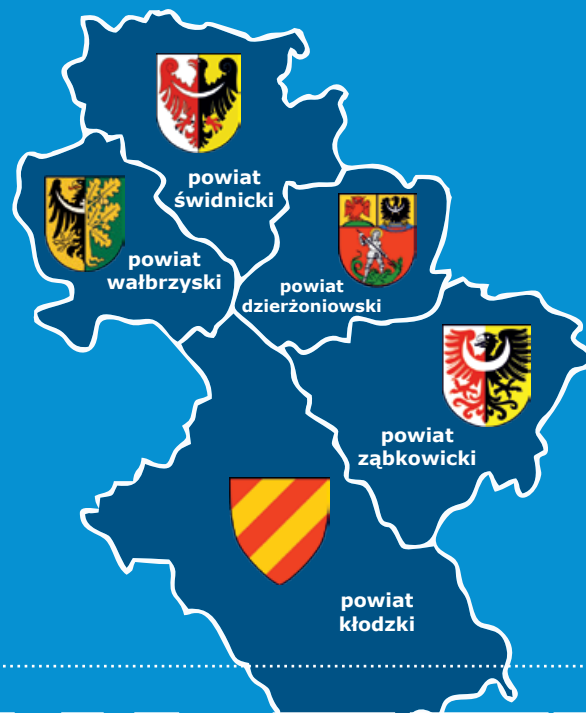 powiat
świdnicki
powiat
wałbrzyski
powiat
dzierżoniowski
powiat
ząbkowicki
powiat
kłodzki